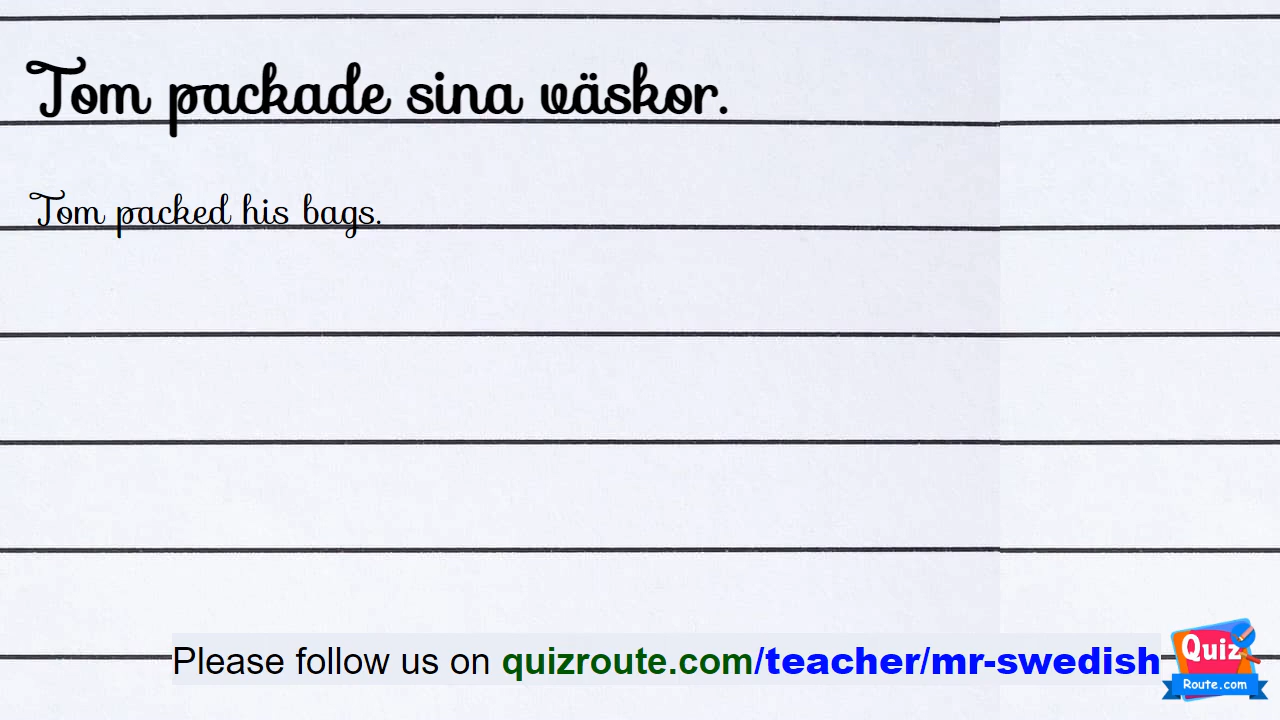 Tom packade sina väskor.
Tom packed his bags.
Please follow us on quizroute.com/teacher/mr-swedish
Quiz
Route.com